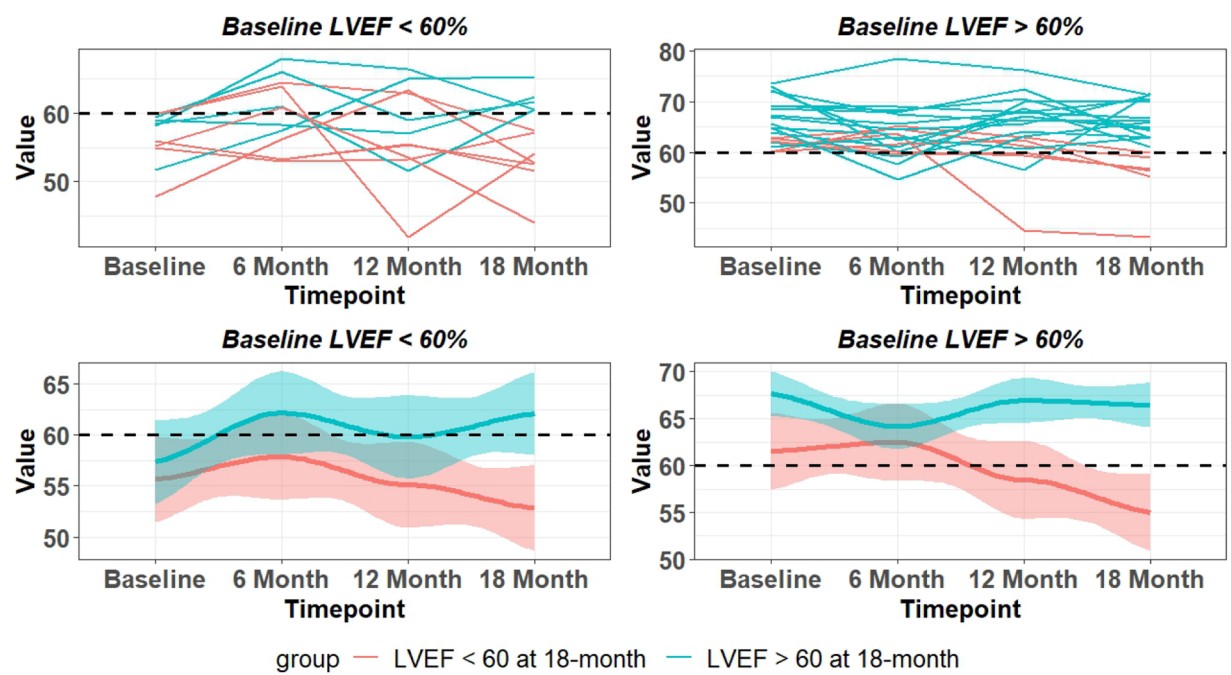 Baseline LVEF < 60%
Value
60
50
Baseline 6 Month 12 Month 18 Month
Timepoint
Baseline LVEF > 60%
Value
80
70
60
50
Baseline 6 Month 12 Month 18 Month
Timepoint
Baseline LVEF < 60%
Value
65
60
55
50
Baseline 6 Month 12 Month 18 Month
Timepoint
Baseline LVEF > 60%
Value
70
65
60
55
50
Baseline 6 Month 12 Month 18 Month
Timepoint
group LVEF < 60 at 18-month LVEF > 60 at 18-month